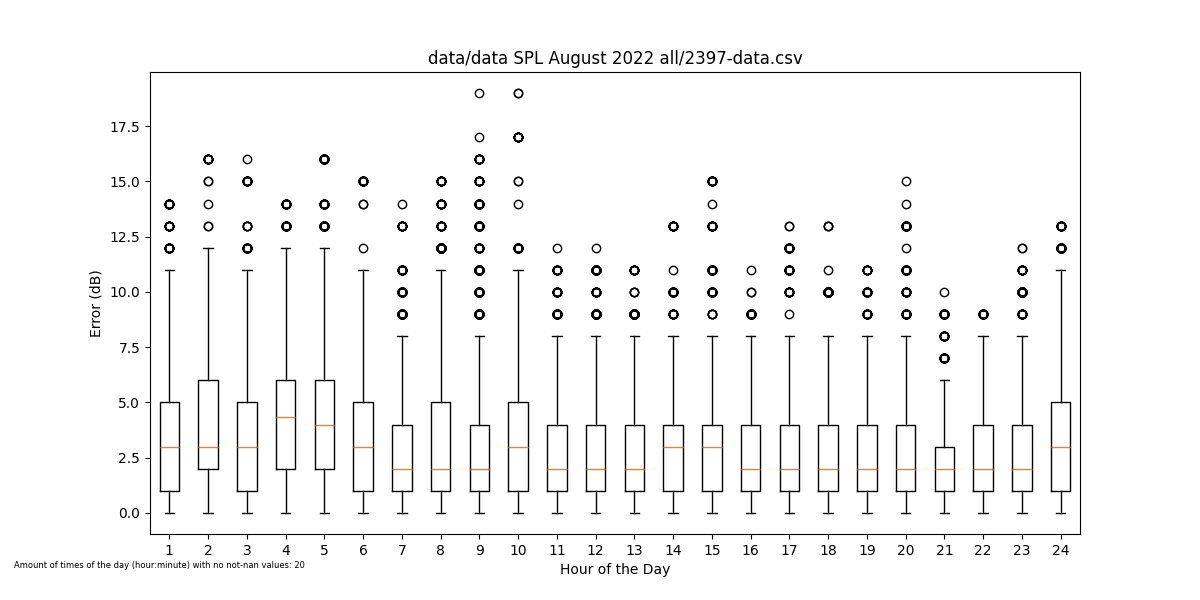 data/data SPL August 2022 all/2397-data.csv
17.5
15.0
12.5
10.0
7.5
5.0
2.5
0.0
Error (dB)
1 2 3 4 5 6 7 8 9 10 11 12 13 14 15 16 17 18 19 20 21 22 23 24
Hour of the Day
Amount of times of the day (hour:minute) with no not-nan values: 20